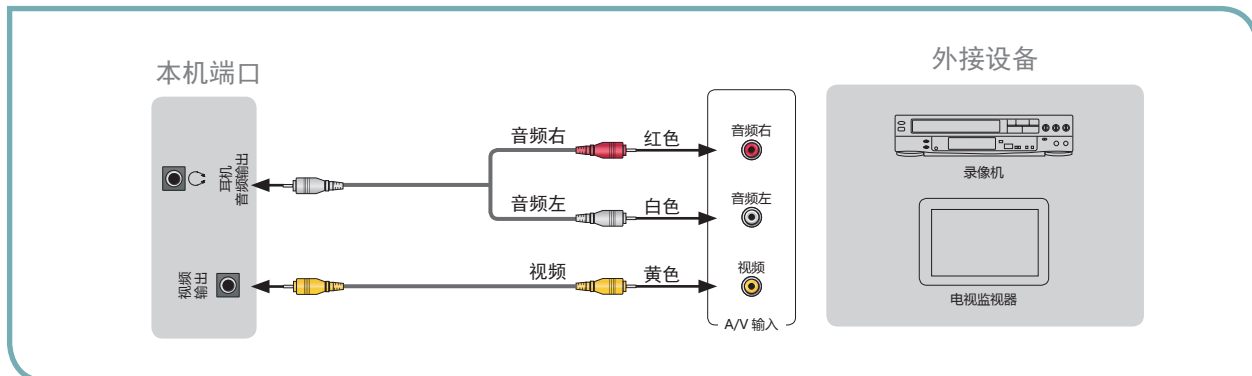 本机端口
外接设备
耳机
音频输出
音频右
红色
音频右
音频左
白色
音频左
视频
输出
视频
黄色
视频
A/V 输入
录像机
电视监视器